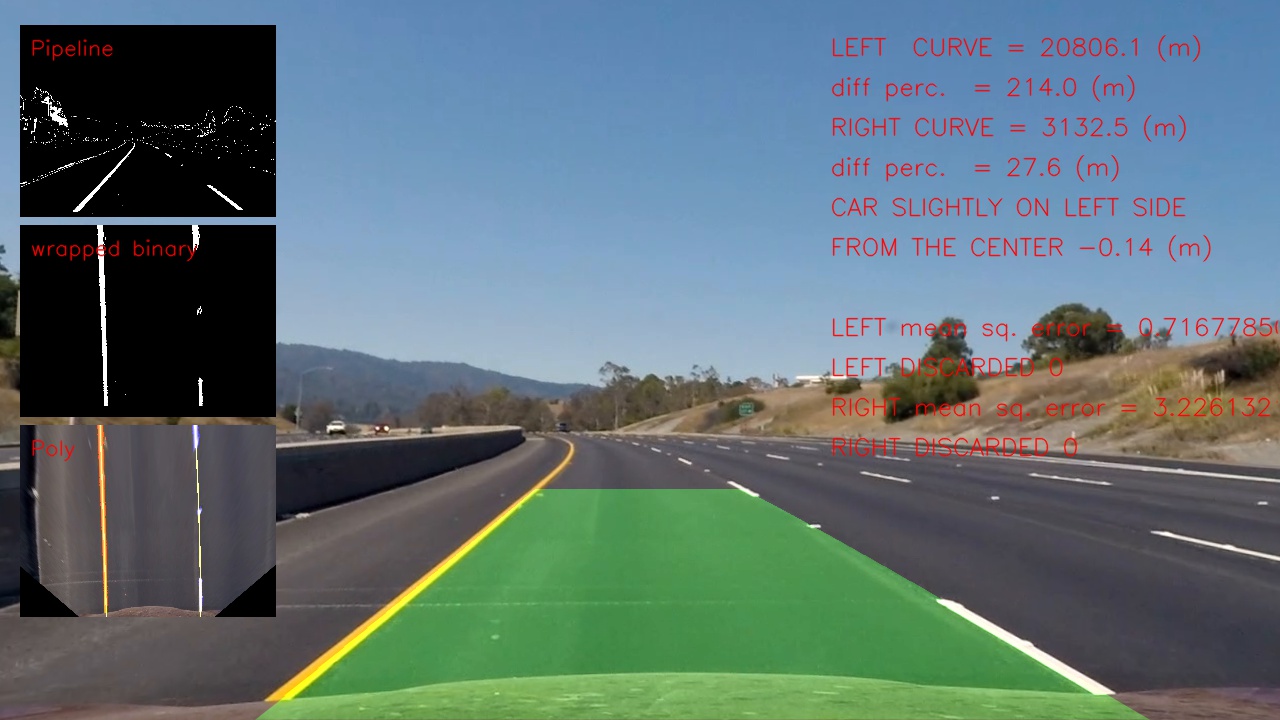 Pipeline
wrapped binary
Poly
LEFT CURVE = 20806.1 (m)
diff perc. = 214.0 (m)
RIGHT CURVE = 3132.5 (m)
diff perc. = 27.6 (m)
CAR SLIGHTLY ON LEFT SIDE
FROM THE CENTER -0.14 (m)
LEFT mean sq. error = 0.7167785
LEFT DISCARDED 0
RIGHT mean sq. error = 3.226132
RIGHT DISCARDED 0